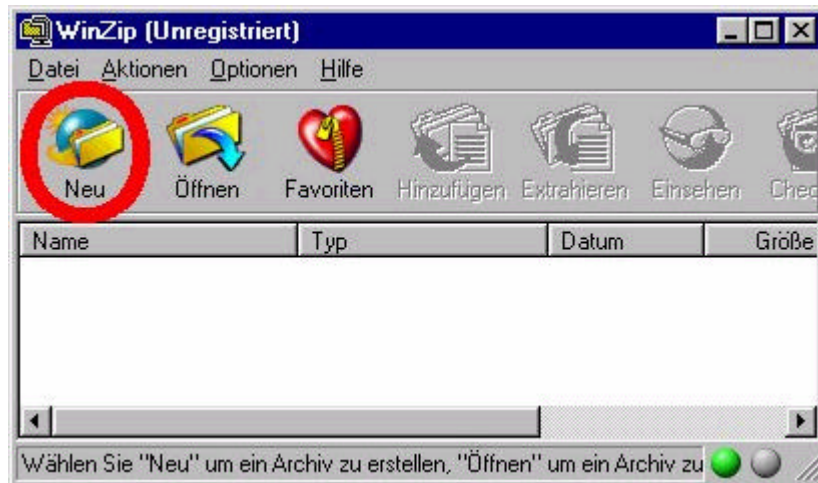 WinZip (Unregistriert)
Datei Aktionen Optionen Hilfe
Neu Öffnen Favoriten Hinzufügen Extrahieren Einsehen Chec
Name Typ Datum Größe
Wählen Sie "Neu" um ein Archiv zu erstellen, "Öffnen" um ein Archiv zu